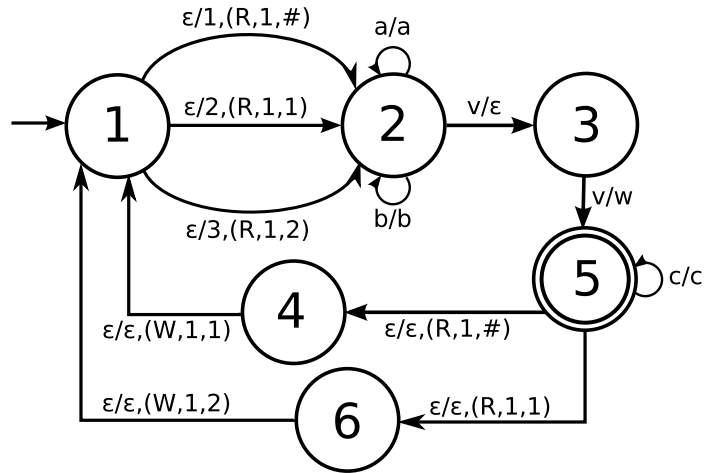 ε/1,(R,1,#)
a/a
1
ε/2,(R,1,1)
2
v/ε
3
ε/3,(R,1,2)
b/b
v/w
5
c/c
4
ε/ε,(W,1,1)
ε/ε,(R,1,#)
ε/ε,(W,1,2)
6
ε/ε,(R,1,1)